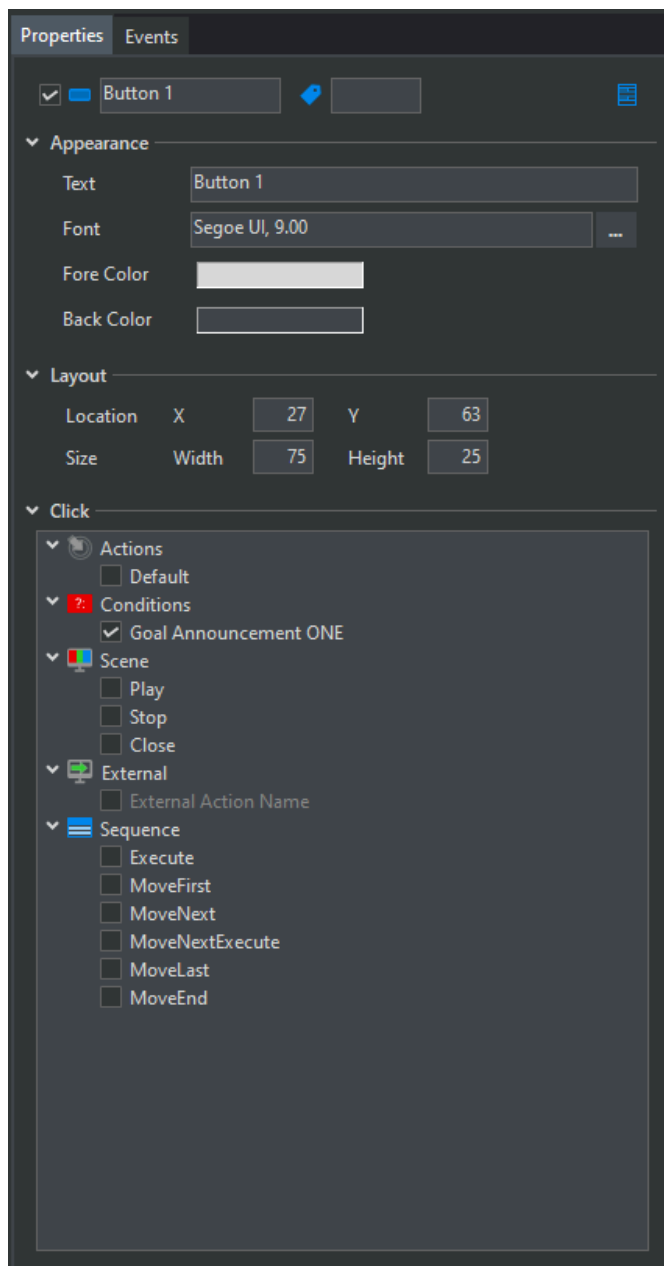 Properties Events
Button 1
Appearance
Text Button 1
Font Segoe UI, 9.00 ...
Fore Color
Back Color
Layout
Location X 27 Y 63
Size Width 75 Height 25
Click
Actions
Default
?: Conditions
Goal Announcement ONE
Scene
Play
Stop
Close
External
External Action Name
Sequence
Execute
MoveFirst
MoveNext
MoveNextExecute
MoveLast
MoveEnd